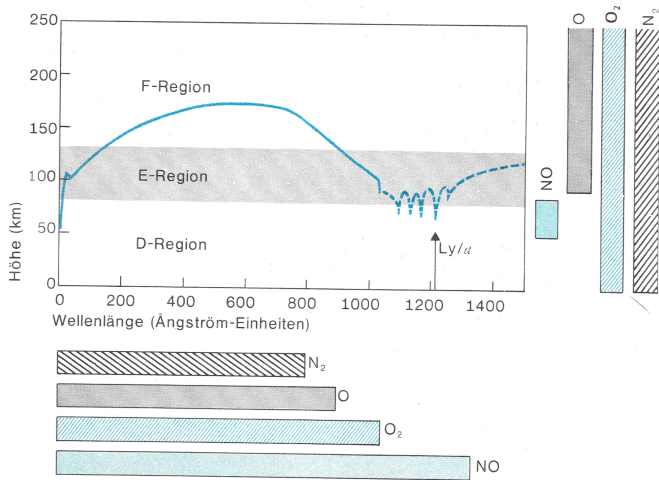 250
200
150
100
50
0
Höhe (km)
F-Region
E-Region
D-Region
Ly/α
0 200 400 600 800 1000 1200 1400
Wellenlänge (Ångström-Einheiten)
NO
O
O₂
N₂
N₂
O
O₂
NO